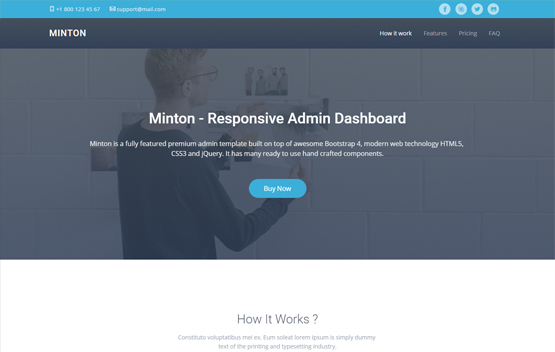 +1 800 123 45 67 support@mail.com
MINTON
How it work Features Pricing FAQ
Minton - Responsive Admin Dashboard
Minton is a fully featured premium admin template built on top of awesome Bootstrap 4, modern web technology HTML5,
CSS3 and jQuery. It has many ready to use hand crafted components.
Buy Now
How It Works ?
Constituto voluptatibus mei ex. Eum soleat lorem Ipsum is simply dummy
text of the printing and typesetting industry.